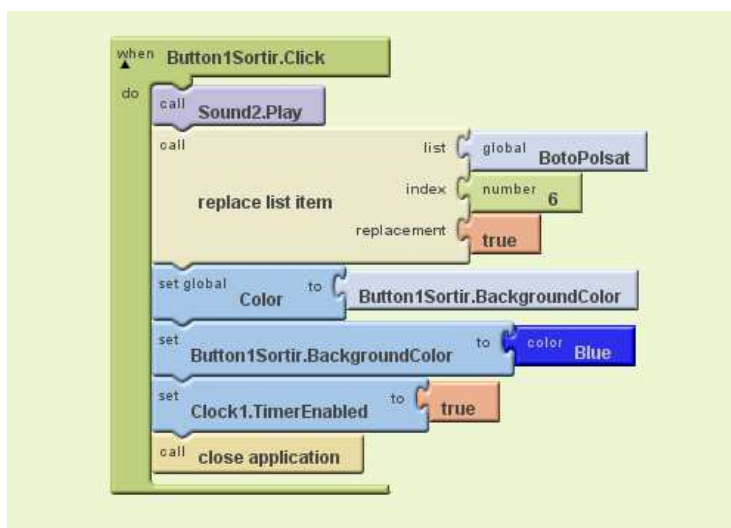 when Button1Sortir.Click
do
call Sound2.Play
call replace list item
list global BotoPolsat
index number 6
replacement true
set global Color to Button1Sortir.BackgroundColor
set Button1Sortir.BackgroundColor to color Blue
set Clock1.TimerEnabled to true
call close application